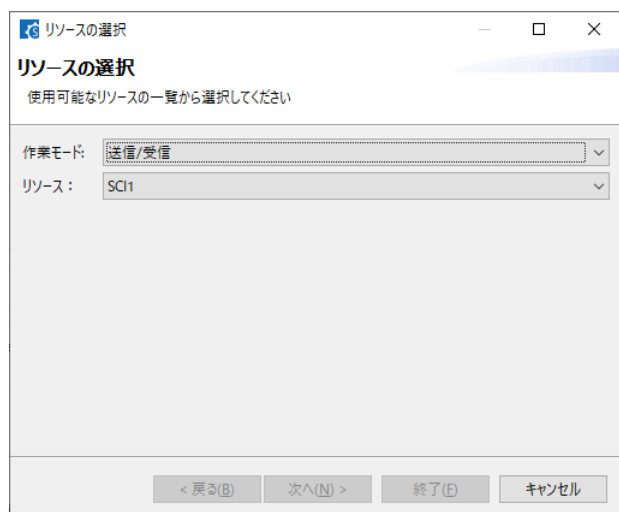 リソースの選択
リソースの選択
使用可能なリソースの一覧から選択してください
作業モード: 送信/受信
リソース： SCI1
< 戻る(B) 次へ(N) > 終了(F) キャンセル